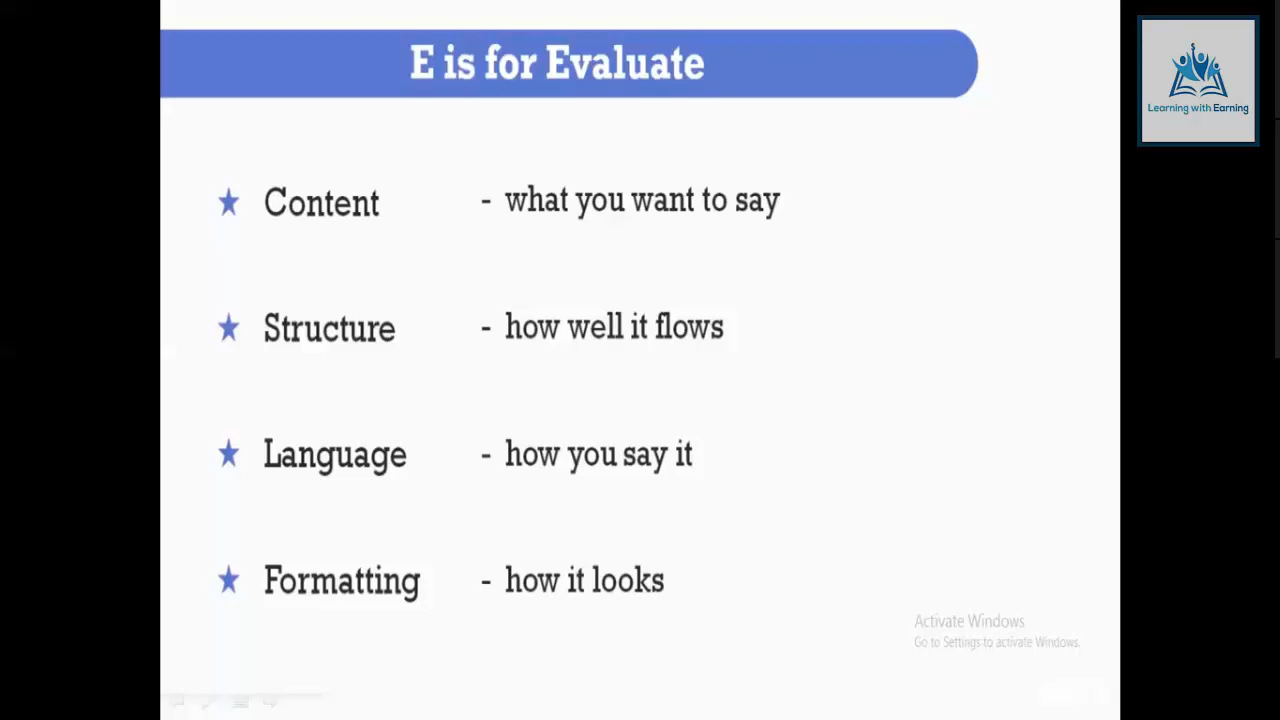 E is for Evaluate
Learning with Earning
Content - what you want to say
Structure - how well it flows
Language - how you say it
Formatting - how it looks
Activate Windows
Go to Settings to activate Windows.